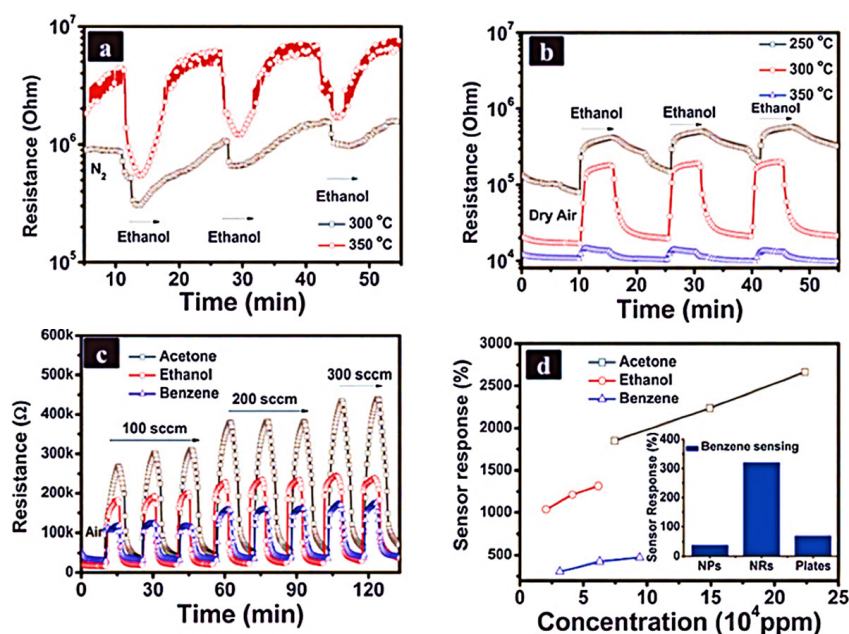 a
Resistance (Ohm)
10^7
10^6
10^5
N2
Ethanol
Ethanol
Ethanol
300 °C
350 °C
10 20 30 40 50
Time (min)
b
Resistance (Ohm)
10^7
10^6
10^5
10^4
250 °C
300 °C
350 °C
Ethanol
Ethanol
Ethanol
Dry Air
0 10 20 30 40 50
Time (min)
c
Resistance (Ω)
600k
500k
400k
300k
200k
100k
0
Acetone
Ethanol
Benzene
100 sccm
200 sccm
300 sccm
Air
0 30 60 90 120
Time (min)
d
Sensor response (%)
3000
2500
2000
1500
1000
500
Acetone
Ethanol
Benzene
Sensor Response (%)
400
300
200
100
0
Benzene sensing
NPs NRs Plates
0 5 10 15 20 25
Concentration (10^4ppm)